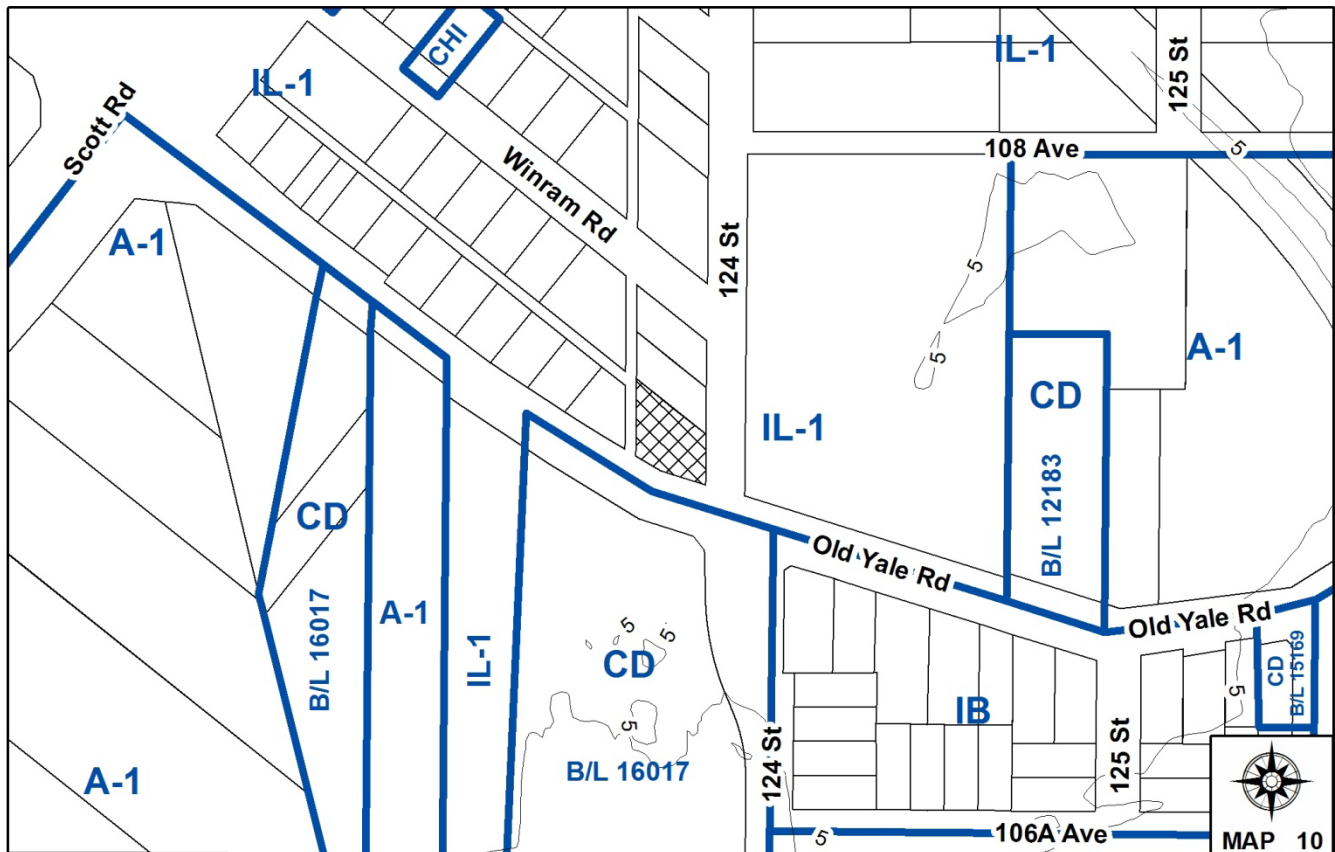 CHI
IL-1
IL-1
125 St
Scott Rd
5
108 Ave
Winram Rd
A-1
124 St
5
5
A-1
CD
IL-1
B/L 12183
CD
Old Yale Rd
A-1
Old Yale Rd
5
5
IL-1
CD
B/L 16017
CD
B/L 15169
5
5
IB
B/L 16017
124 St
125 St
A-1
5
106A Ave
MAP 10